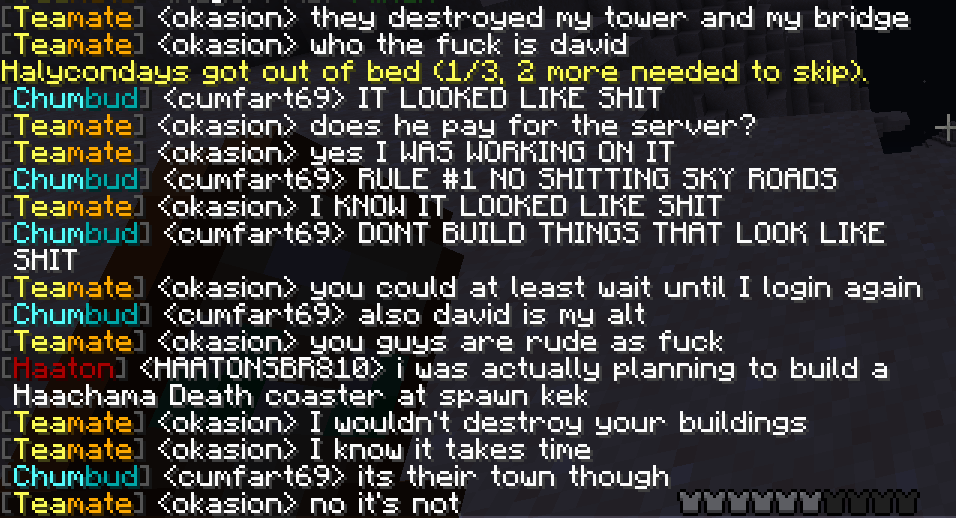 [Teamate] <okasion> they destroyed my tower and my bridge
[Teamate] <okasion> who the fuck is david
Halycondays got out of bed (1/3, 2 more needed to skip).
[Chumbud] <cumfart69> IT LOOKED LIKE SHIT
[Teamate] <okasion> does he pay for the server?
[Teamate] <okasion> yes I WAS WORKING ON IT
[Chumbud] <cumfart69> RULE #1 NO SHITTING SKY ROADS
[Teamate] <okasion> I KNOW IT LOOKED LIKE SHIT
[Chumbud] <cumfart69> DONT BUILD THINGS THAT LOOK LIKE
SHIT
[Teamate] <okasion> you could at least wait until I login again
[Chumbud] <cumfart69> also david is my alt
[Teamate] <okasion> you guys are rude as fuck
[Haaton] <HAATONSBR810> i was actually planning to build a
Haachama Death coaster at spawn kek
[Teamate] <okasion> I wouldn't destroy your buildings
[Teamate] <okasion> I know it takes time
[Chumbud] <cumfart69> its their town though
[Teamate] <okasion> no it's not